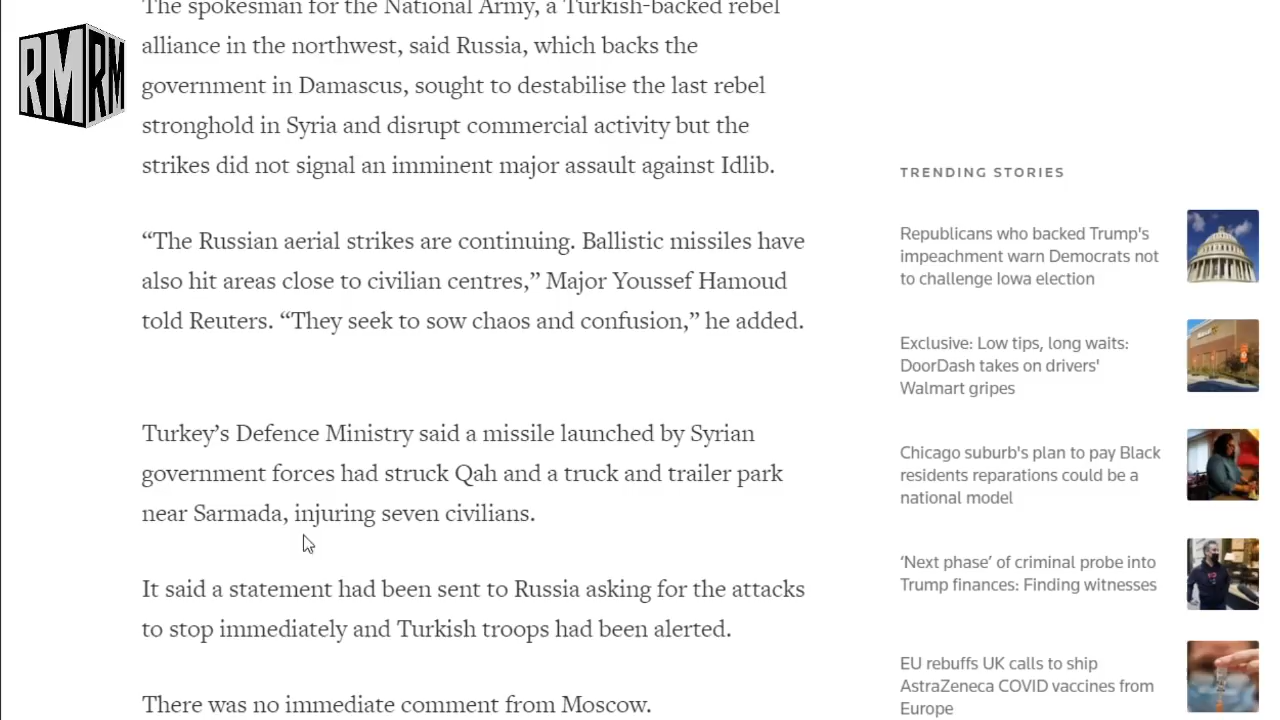 The spokesman for the National Army, a Turkish-backed rebel
alliance in the northwest, said Russia, which backs the
government in Damascus, sought to destabilise the last rebel
stronghold in Syria and disrupt commercial activity but the
strikes did not signal an imminent major assault against Idlib.
“The Russian aerial strikes are continuing. Ballistic missiles have
also hit areas close to civilian centres,” Major Youssef Hamoud
told Reuters. “They seek to sow chaos and confusion,” he added.
Turkey’s Defence Ministry said a missile launched by Syrian
government forces had struck Qah and a truck and trailer park
near Sarmada, injuring seven civilians.
It said a statement had been sent to Russia asking for the attacks
to stop immediately and Turkish troops had been alerted.
There was no immediate comment from Moscow.
RM RM
TRENDING STORIES
Republicans who backed Trump's
impeachment warn Democrats not
to challenge Iowa election
Exclusive: Low tips, long waits:
DoorDash takes on drivers'
Walmart gripes
Chicago suburb's plan to pay Black
residents reparations could be a
national model
‘Next phase’ of criminal probe into
Trump finances: Finding witnesses
EU rebuffs UK calls to ship
AstraZeneca COVID vaccines from
Europe